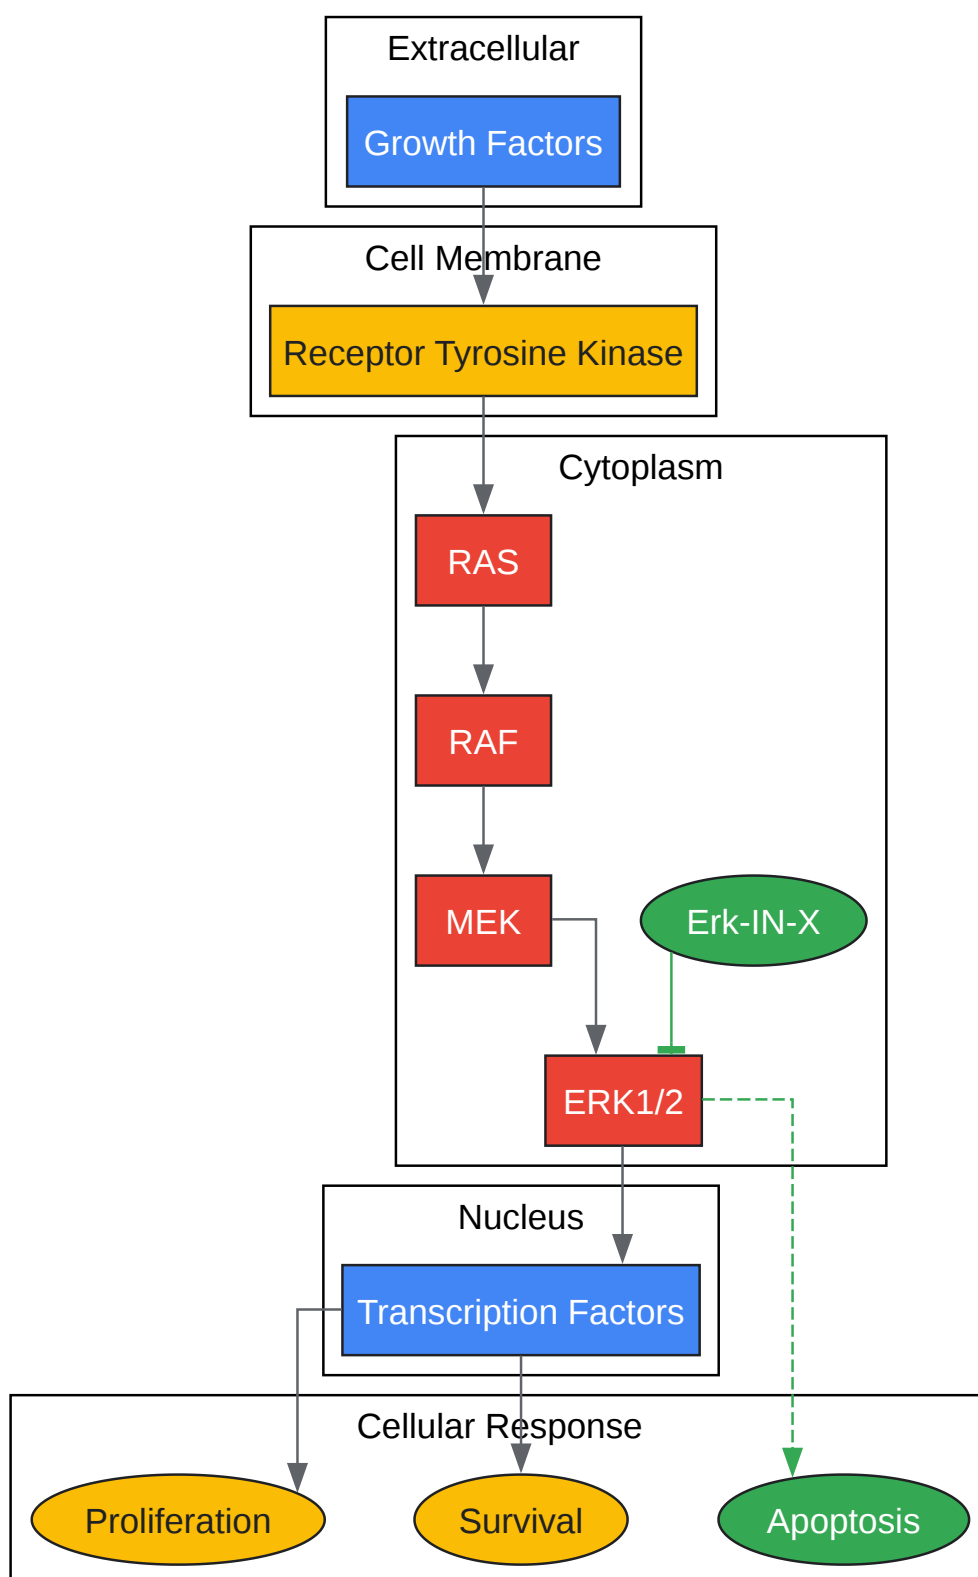 Extracellular
Growth Factors
Cell Membrane
Receptor Tyrosine Kinase
Cytoplasm
RAS
RAF
MEK
Erk-IN-X
ERK1/2
Nucleus
Transcription Factors
Cellular Response
Proliferation
Survival
Apoptosis